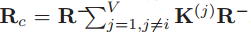 R_c = R⁻∑_{j=1,j≠i}^{V} K^{(j)}R⁻